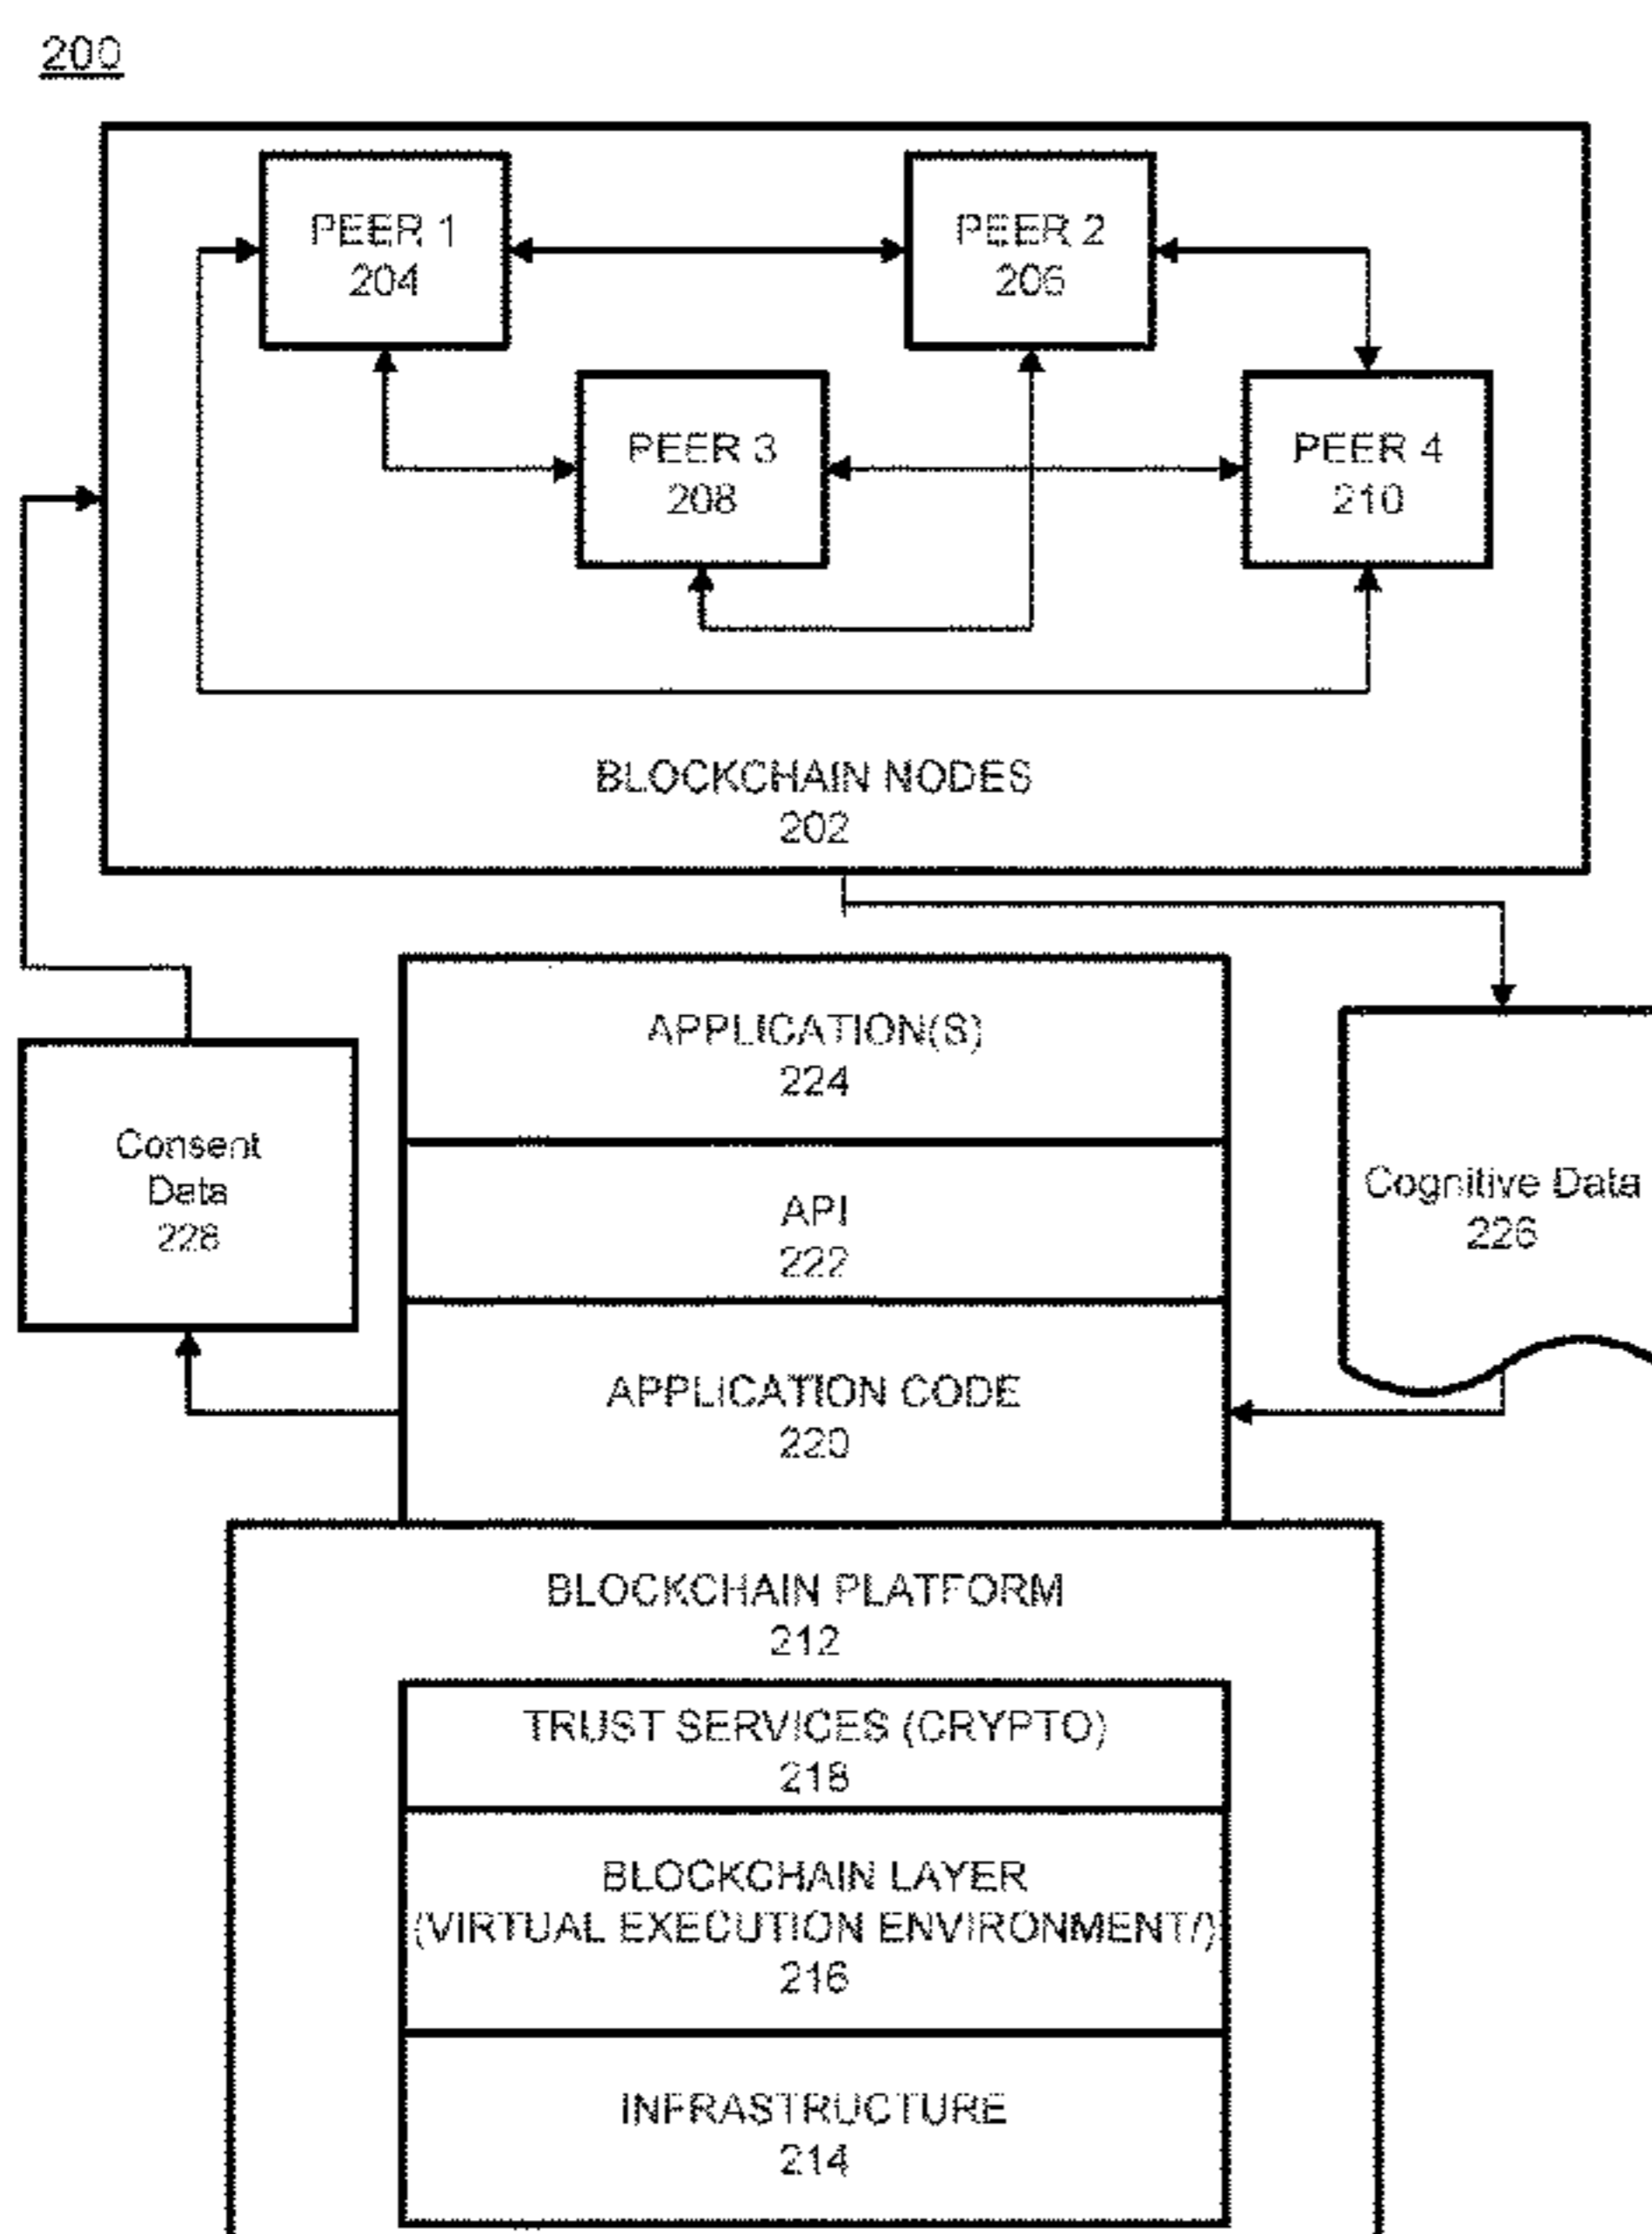 200
PEER 1
204
PEER 2
206
PEER 3
208
PEER 4
210
BLOCKCHAIN NODES
202
APPLICATION(S)
224
Consent
Data
228
API
222
Cognitive Data
226
APPLICATION CODE
220
BLOCKCHAIN PLATFORM
212
TRUST SERVICES (CRYPTO)
218
BLOCKCHAIN LAYER
(VIRTUAL EXECUTION ENVIRONMENT/)
216
INFRASTRUCTURE
214